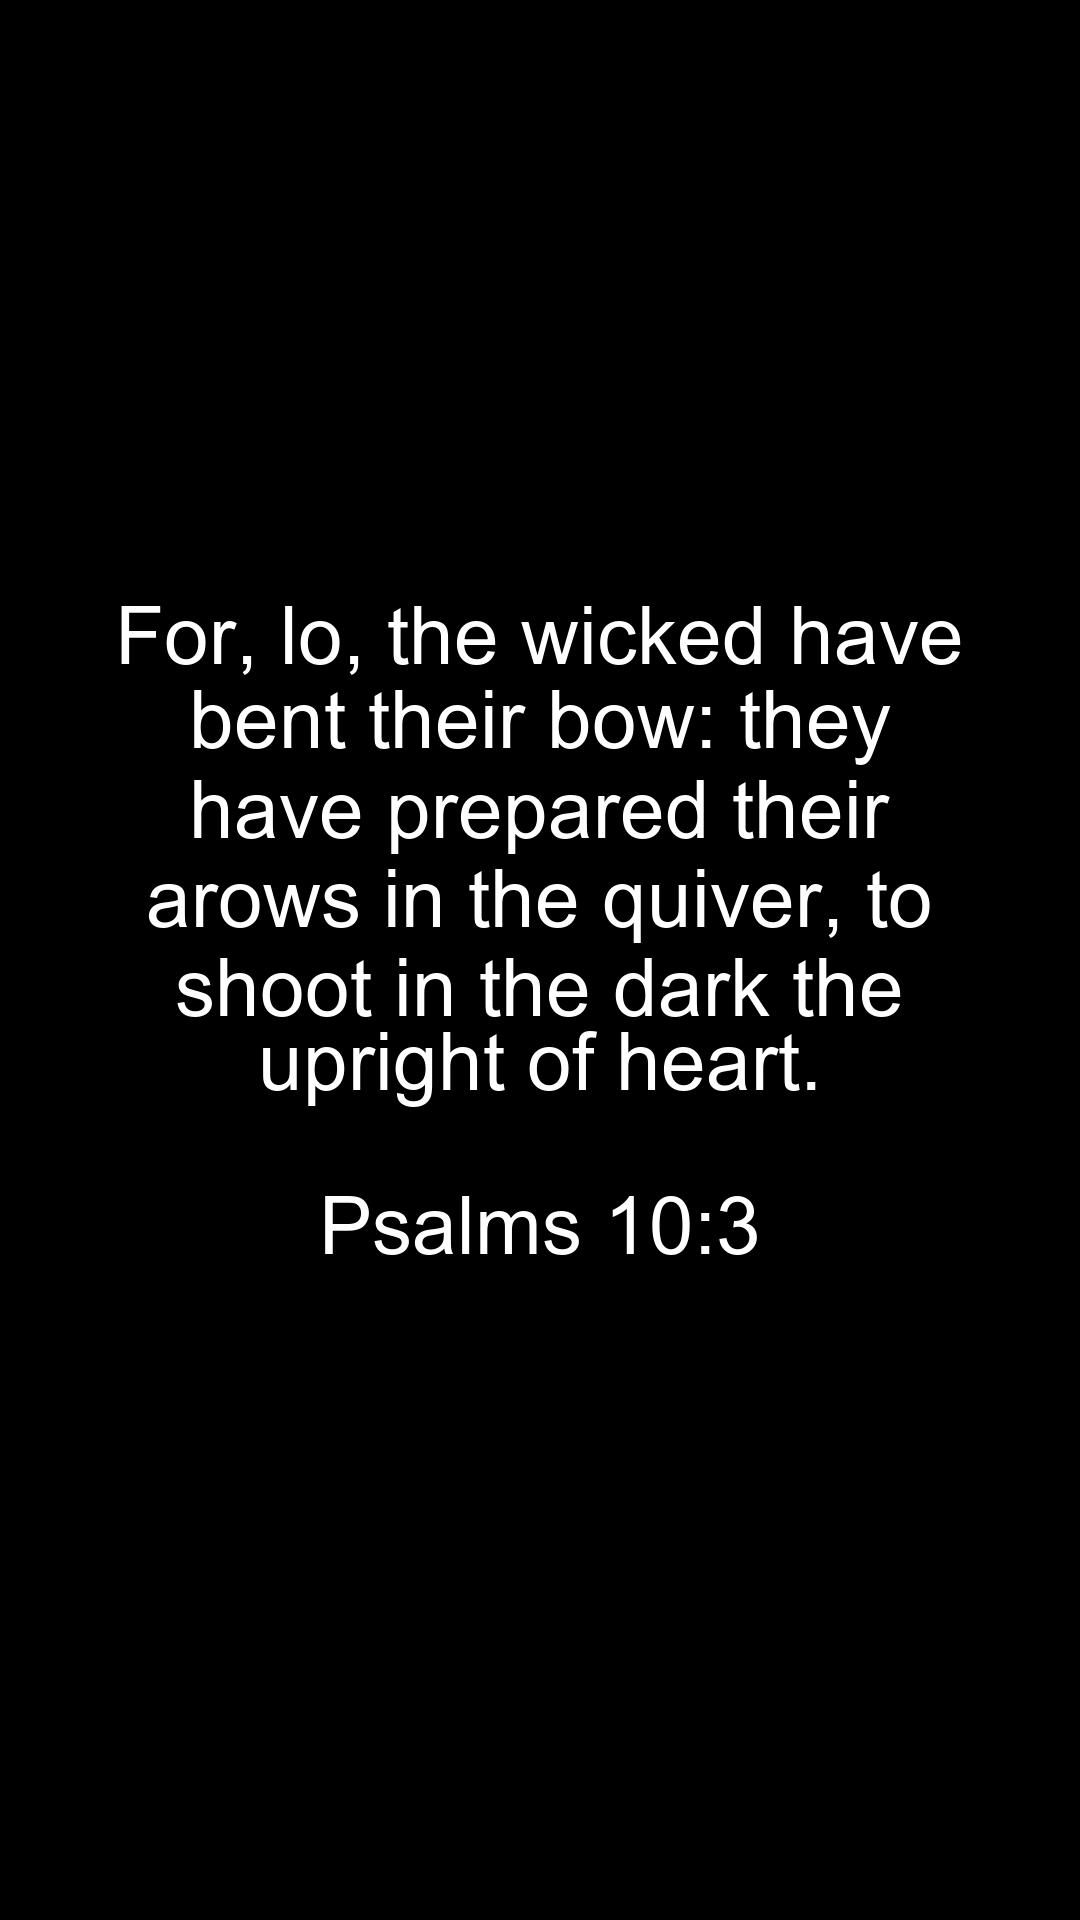 For, lo, the wicked have
bent their bow: they
have prepared their
arows in the quiver, to
shoot in the dark the
upright of heart.
Psalms 10:3